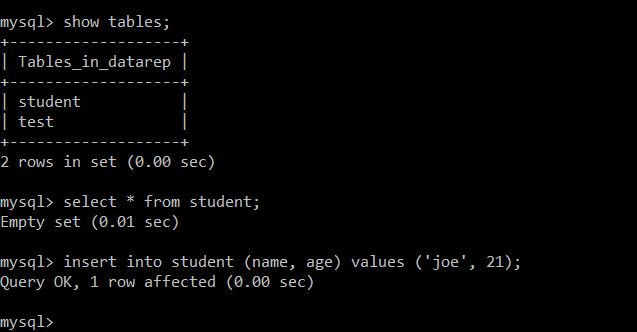 mysql> show tables;
+-------------------+
| Tables_in_datarep |
+-------------------+
| student           |
| test              |
+-------------------+
2 rows in set (0.00 sec)
mysql> select * from student;
Empty set (0.01 sec)
mysql> insert into student (name, age) values ('joe', 21);
Query OK, 1 row affected (0.00 sec)
mysql>